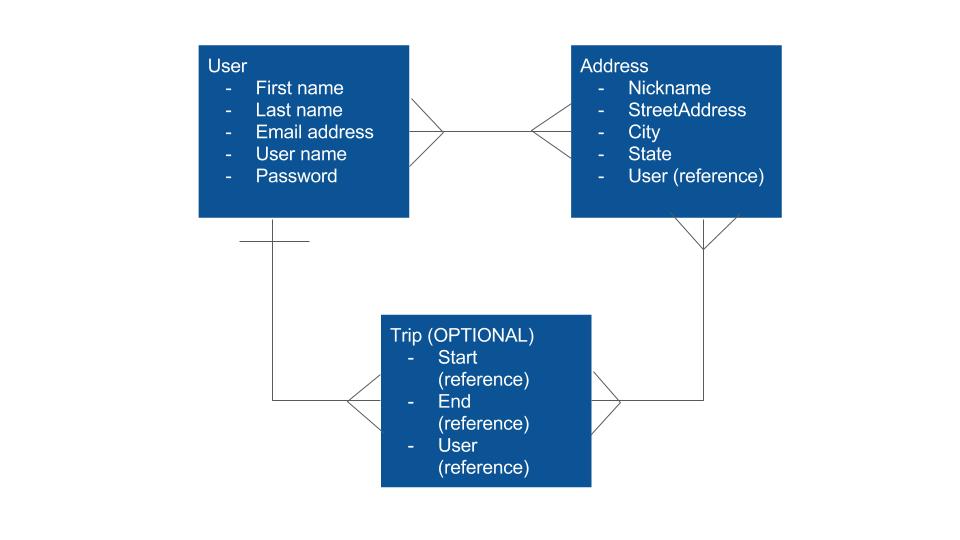 User
- First name
- Last name
- Email address
- User name
- Password
Address
- Nickname
- StreetAddress
- City
- State
- User (reference)
Trip (OPTIONAL)
- Start
(reference)
- End
(reference)
- User
(reference)